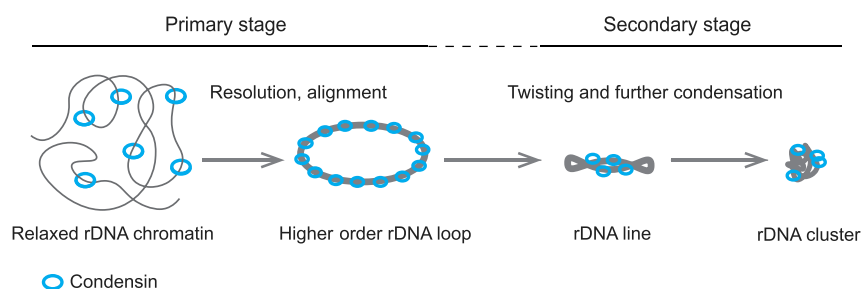 Primary stage
Secondary stage
Resolution, alignment
Twisting and further condensation
Relaxed rDNA chromatin
Higher order rDNA loop
rDNA line
rDNA cluster
Condensin